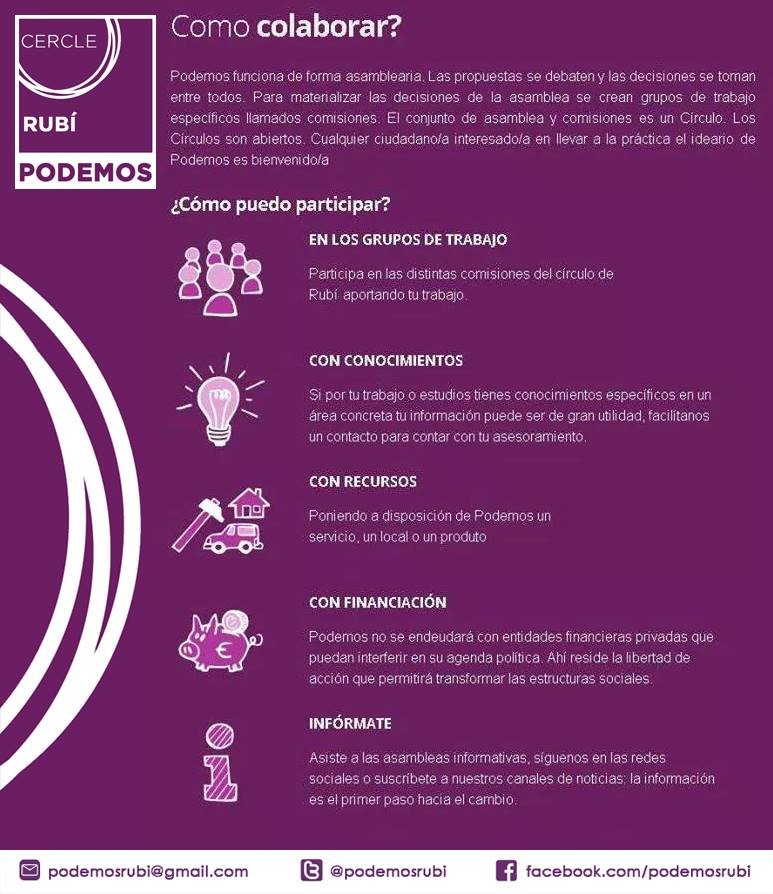 CERCLE
RUBÍ
PODEMOS
Como colaborar?
Podemos funciona de forma asamblearia. Las propuestas se debaten y las decisiones se toman
entre todos. Para materializar las decisiones de la asamblea se crean grupos de trabajo
específicos llamados comisiones. El conjunto de asamblea y comisiones es un Círculo. Los
Círculos son abiertos. Cualquier ciudadano/a interesado/a en llevar a la práctica el ideario de
Podemos es bienvenido/a
¿Cómo puedo participar?
EN LOS GRUPOS DE TRABAJO
Participa en las distintas comisiones del círculo de
Rubí aportando tu trabajo.
CON CONOCIMIENTOS
Si por tu trabajo o estudios tienes conocimientos específicos en un
área concreta tu información puede ser de gran utilidad, facilítanos
un contacto para contar con tu asesoramiento.
CON RECURSOS
Poniendo a disposición de Podemos un
servicio, un local o un produto
CON FINANCIACIÓN
Podemos no se endeudará con entidades financieras privadas que
puedan interferir en su agenda política. Ahí reside la libertad de
acción que permitirá transformar las estructuras sociales.
INFÓRMATE
Asiste a las asambleas informativas, síguenos en las redes
sociales o suscríbete a nuestros canales de noticias: la información
es el primer paso hacia el cambio.
podemosrubi@gmail.com
@podemosrubi
facebook.com/podemosrubi